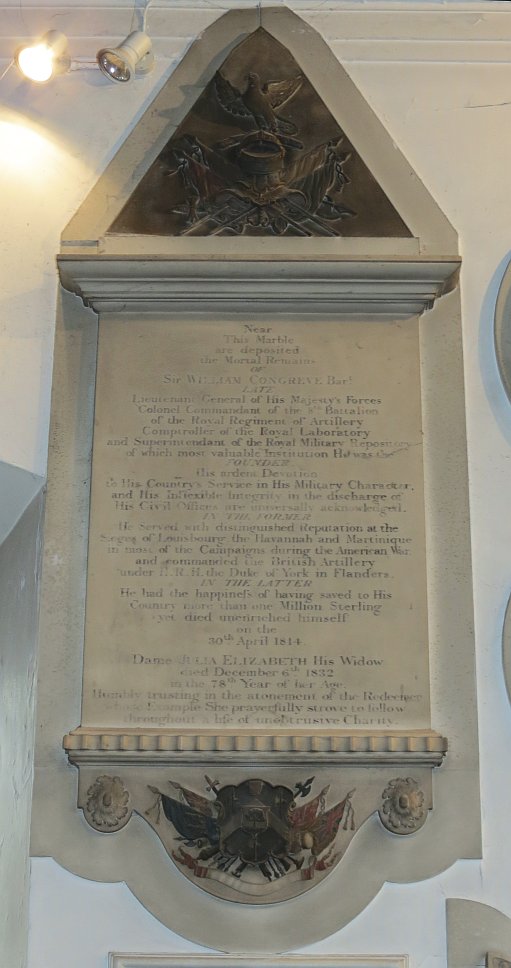 Near
This Marble
are deposited
the Mortal Remains
OF
Sir WILLIAM CONGREVE Bart.
LATE
Lieutenant General of His Majesty's Forces
Colonel Commandant of the 8th Battalion
of the Royal Regiment of Artillery
Comptroller of the Royal Laboratory
and Superintendant of the Royal Military Repository
of which most valuable Institution He was the
FOUNDER.
His ardent Devotion
to His Country's Service in His Military Character,
and His Inflexible Integrity in the discharge of
His Civil Offices are universally acknowledged.
IN THE FORMER
He Served with distinguished Reputation at the
Sieges of Louisbourg the Havannah and Martinique
in most of the Campaigns during the American War.
and commanded the British Artillery
under H.R.H. the Duke of York in Flanders.
IN THE LATTER
He had the happiness of having saved to His
Country more than one Million Sterling
yet died unenriched himself
on the
30th April 1814.
Dame JULIA ELIZABETH His Widow
died December 6th 1832
in the 78th Year of her Age.
Humbly trusting in the atonement of the Redeemer
whose Example She prayerfully strove to follow
throughout a life of unobtrusive Charity.